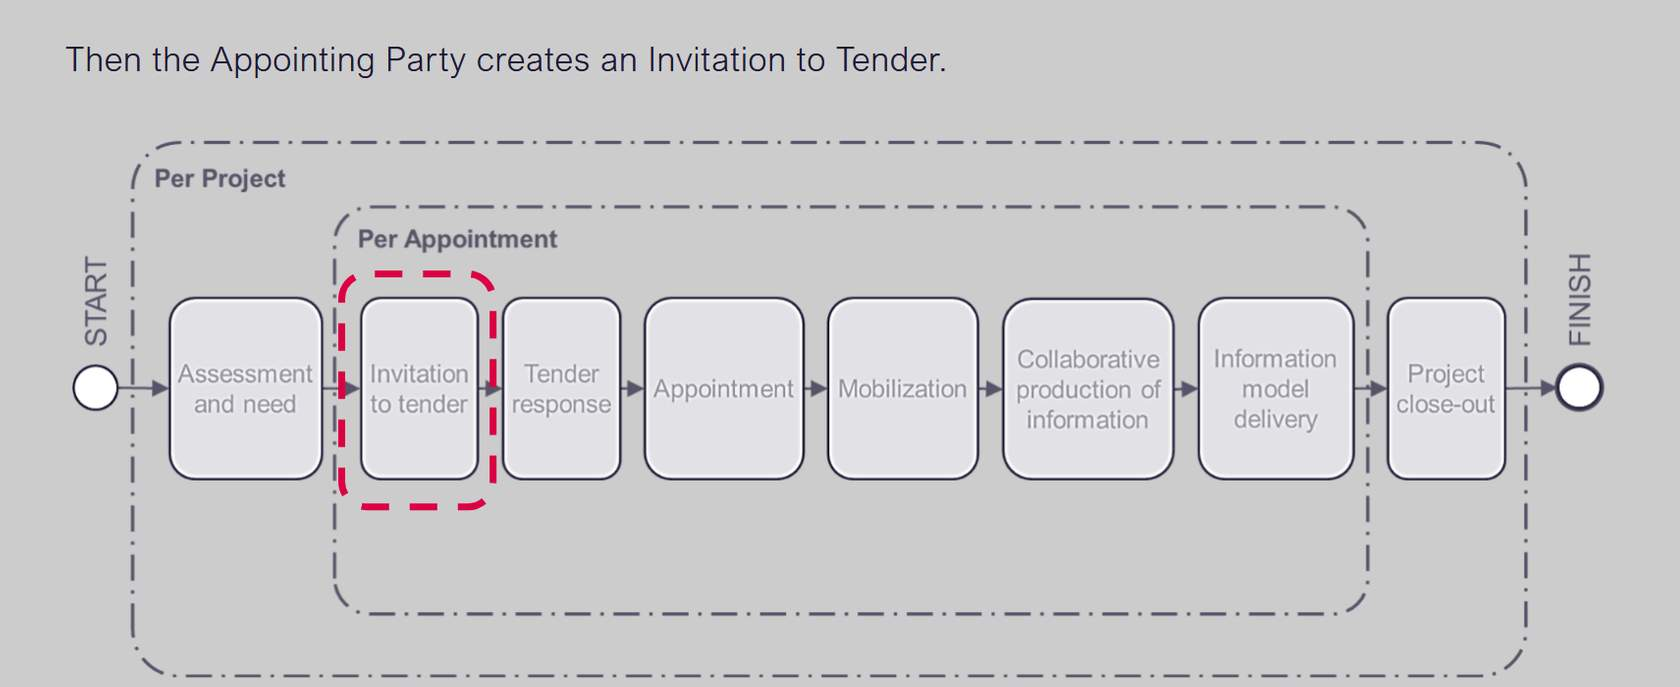 Then the Appointing Party creates an Invitation to Tender.
Per Project
Per Appointment
START
Assessment
and need
Invitation
to tender
Tender
response
Appointment
Mobilization
Collaborative
production of
information
Information
model
delivery
Project
close-out
FINISH